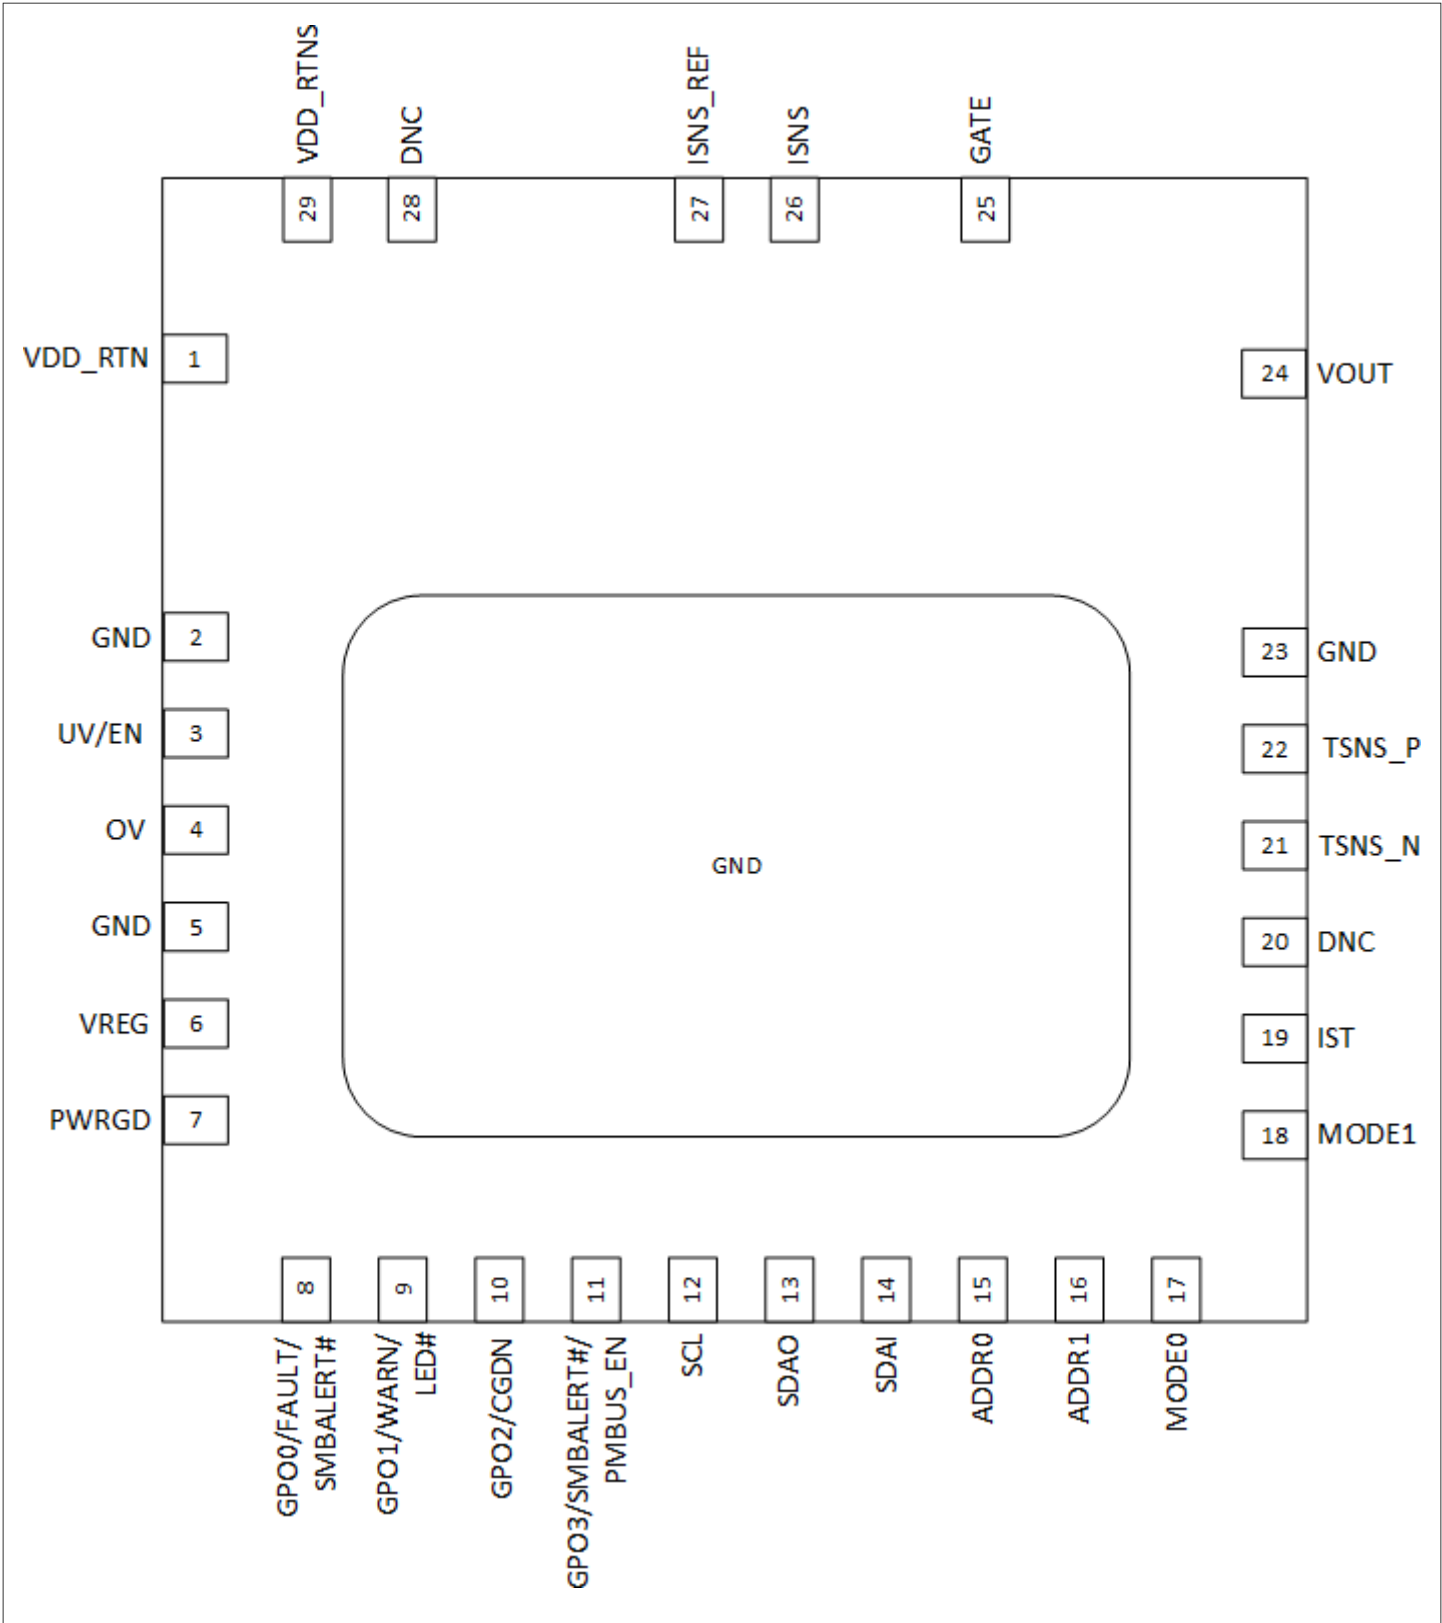 VDD_RTNS
DNC
ISNS_REF
ISNS
GATE
29
28
27
26
25
VDD_RTN
1
24
VOUT
GND
2
23
GND
UV/EN
3
22
TSNS_P
OV
4
21
TSNS_N
GND
GND
5
20
DNC
VREG
6
19
IST
PWRGD
7
18
MODE1
8
9
10
11
12
13
14
15
16
17
GPO0/FAULT/
SMBALERT#
GPO1/WARN/
LED#
GPO2/CGDN
GPO3/SMBALERT#/
PMBUS_EN
SCL
SDAO
SDAI
ADDR0
ADDR1
MODE0